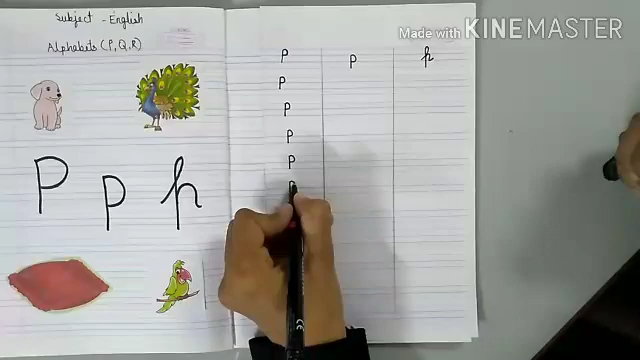 Made with KINEMASTER
Subject - English
Alphabets (P, Q, R)
P p p
P p p
P
P
P
P
P